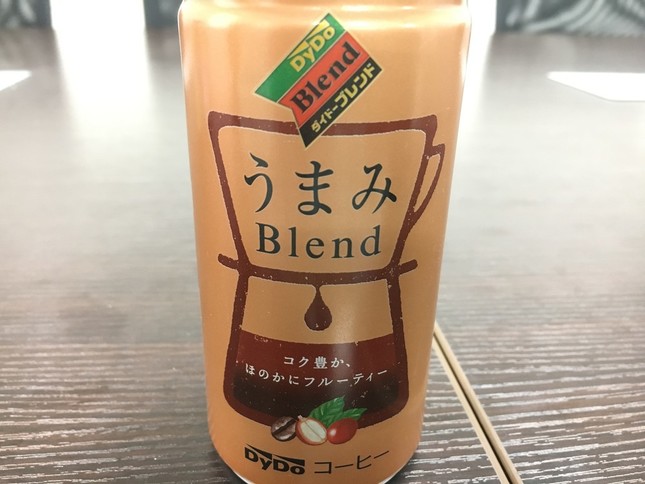 DyDo
Blend
ダイドーブレンド
うまみ
Blend
コク豊か、
ほのかにフルーティー
DyDo コーヒー